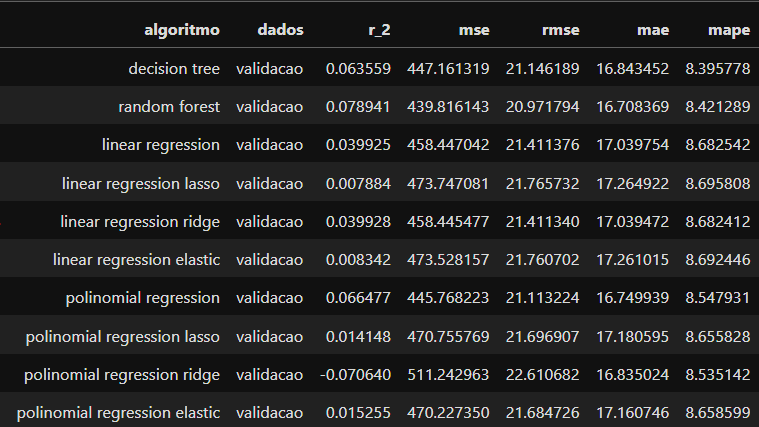 algoritmo dados r_2 mse rmse mae mape
decision tree validacao 0.063559 447.161319 21.146189 16.843452 8.395778
random forest validacao 0.078941 439.816143 20.971794 16.708369 8.421289
linear regression validacao 0.039925 458.447042 21.411376 17.039754 8.682542
linear regression lasso validacao 0.007884 473.747081 21.765732 17.264922 8.695808
linear regression ridge validacao 0.039928 458.445477 21.411340 17.039472 8.682412
linear regression elastic validacao 0.008342 473.528157 21.760702 17.261015 8.692446
polinomial regression validacao 0.066477 445.768223 21.113224 16.749939 8.547931
polinomial regression lasso validacao 0.014148 470.755769 21.696907 17.180595 8.655828
polinomial regression ridge validacao -0.070640 511.242963 22.610682 16.835024 8.535142
polinomial regression elastic validacao 0.015255 470.227350 21.684726 17.160746 8.658599